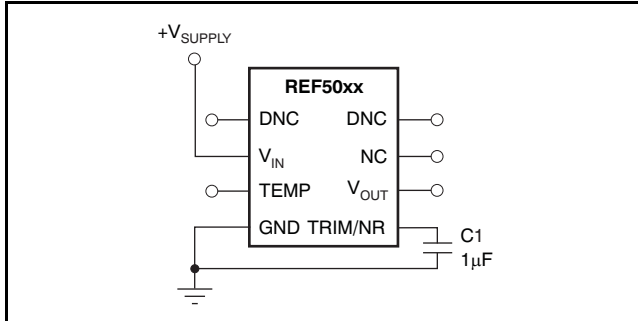 +VSUPPLY
REF50xx
DNC DNC
VIN NC
TEMP VOUT
GND TRIM/NR
C1
1µF